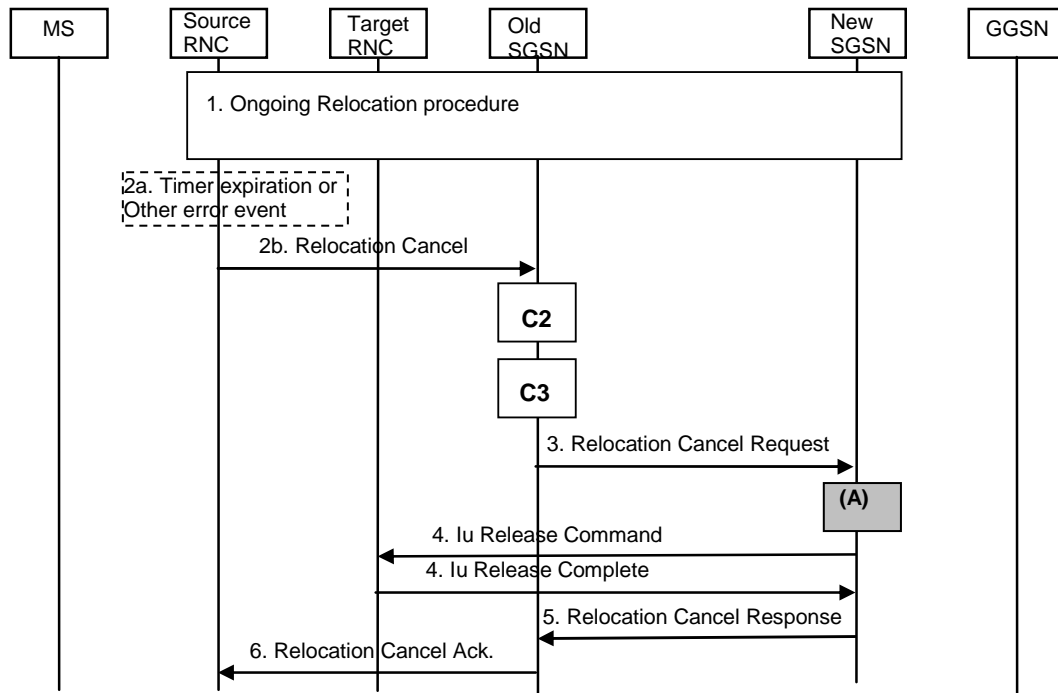 MS
Source
RNC
Target
RNC
Old
SGSN
New
SGSN
GGSN
1. Ongoing Relocation procedure
2a. Timer expiration or
Other error event
2b. Relocation Cancel
C2
C3
3. Relocation Cancel Request
(A)
4. Iu Release Command
4. Iu Release Complete
5. Relocation Cancel Response
6. Relocation Cancel Ack.